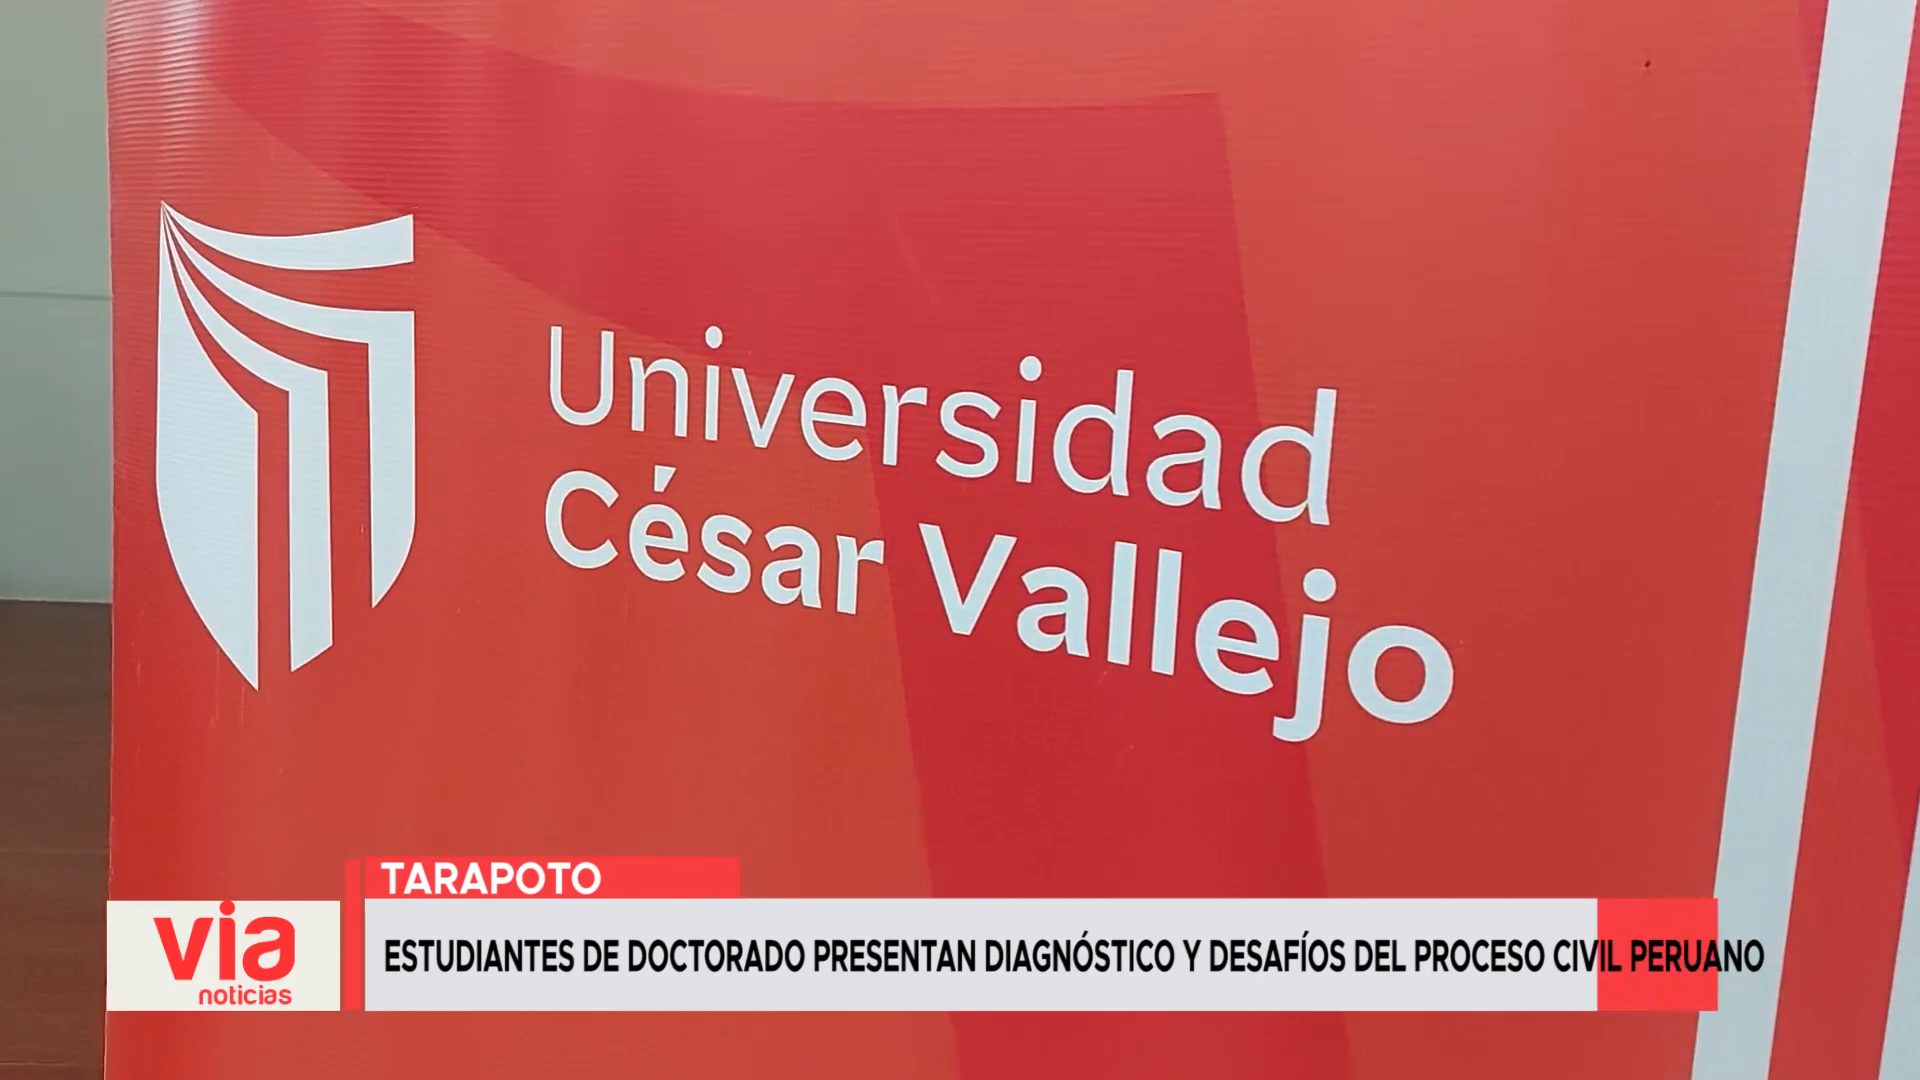 Universidad
César Vallejo
TARAPOTO
via
noticias
ESTUDIANTES DE DOCTORADO PRESENTAN DIAGNÓSTICO Y DESAFÍOS DEL PROCESO CIVIL PERUANO